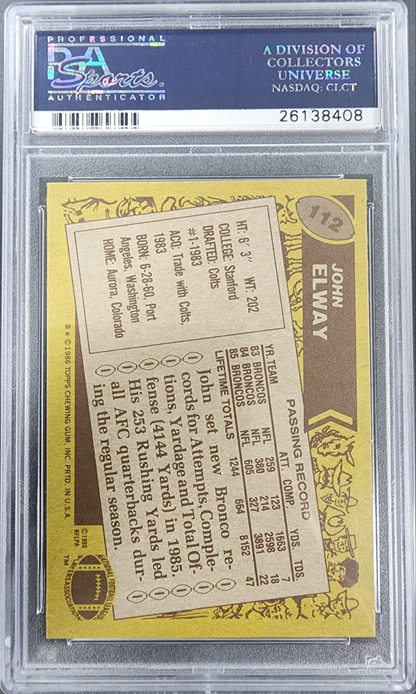 PROFESSIONAL
PSA
Sports
AUTHENTICATOR
A DIVISION OF
COLLECTORS
UNIVERSE
NASDAQ: CLCT
26138408
112
JOHN
ELWAY
HT: 6' 3" WT: 202
COLLEGE: Stanford
DRAFTED: Colts
#1-1983
ACQ: Trade with Colts,
1983
BORN: 6-28-60, Port
Angeles, Washington
HOME: Aurora, Colorado
PASSING RECORD
YR. TEAM ATT. COMP. YDS. TDS.
83 BRONCOS NFL 259 123 1663 7
84 BRONCOS NFL 380 214 2598 18
85 BRONCOS NFL 605 327 3891 22
LIFETIME TOTALS 1244 664 8152 47
John set new Bronco re-
cords for Attempts, Comple-
tions, Yardage and Total Of-
fense (4144 Yards) in 1985.
His 253 Rushing Yards led
all AFC quarterbacks dur-
ing the regular season.
B * © 1986 TOPPS CHEWING GUM, INC. PRTD. IN U.S.A.
© 1986
NFLPA
NATIONAL FOOTBALL LEAGUE
PLAYERS ASSOCIATION
TM